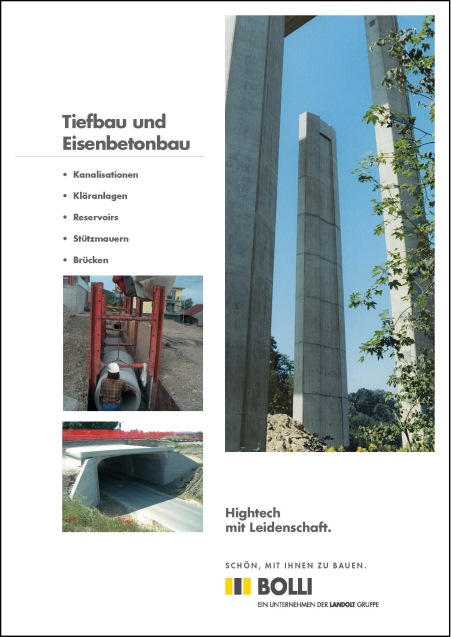 Tiefbau und
Eisenbetonbau
• Kanalisationen
• Kläranlagen
• Reservoirs
• Stützmauern
• Brücken
Hightech
mit Leidenschaft.
SCHÖN, MIT IHNEN ZU BAUEN.
BOLLI
EIN UNTERNEHMEN DER LANDOLT GRUPPE